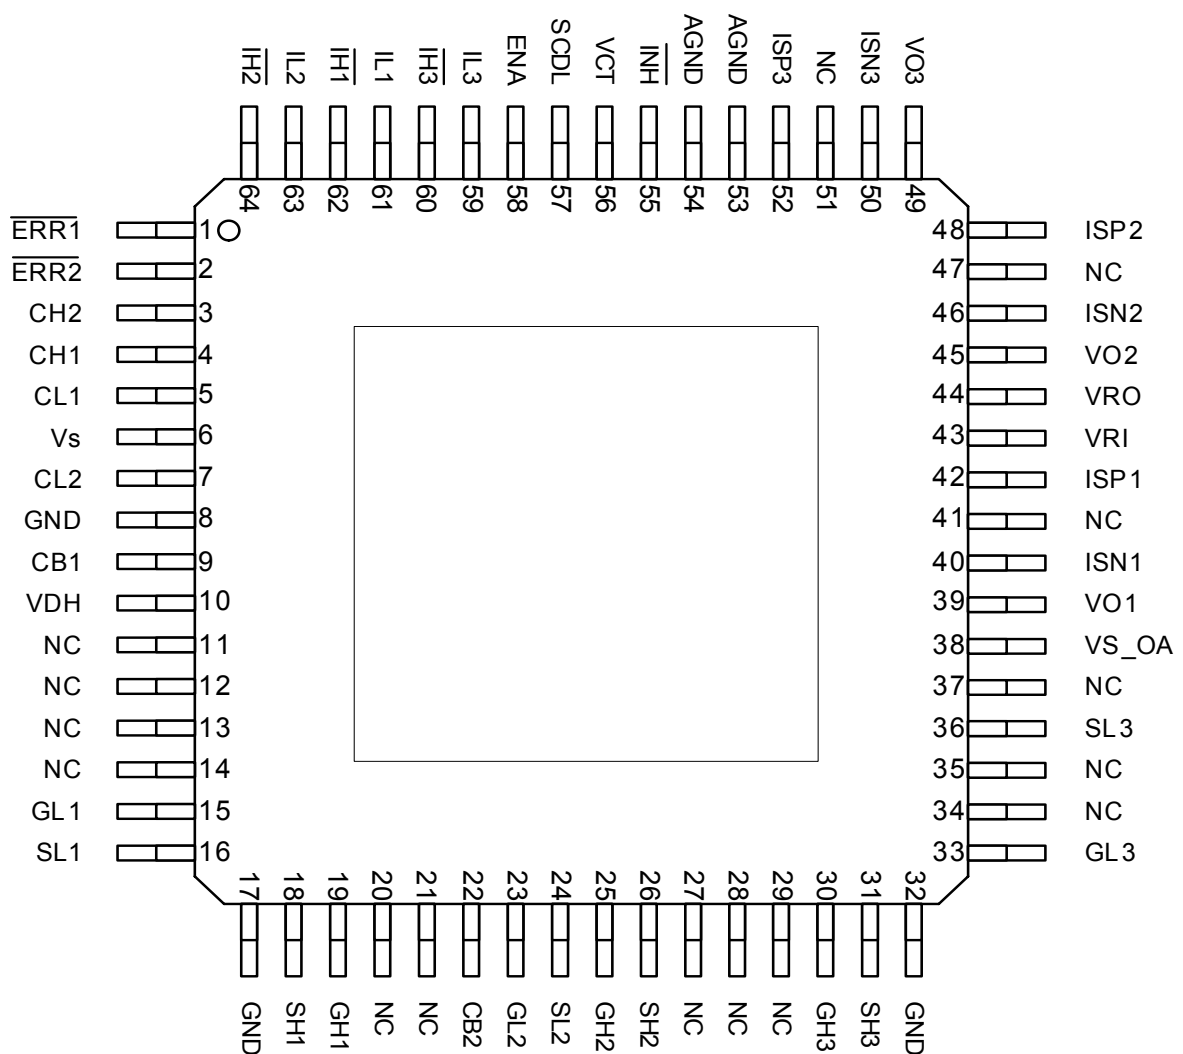 IH2 IL2 IH1 IL1 IH3 IL3 ENA SCDL VCT INH AGND AGND ISP3 NC ISN3 VO3
64 63 62 61 60 59 58 57 56 55 54 53 52 51 50 49
ERR1 1 48 ISP2
ERR2 2 47 NC
CH2 3 46 ISN2
CH1 4 45 VO2
CL1 5 44 VRO
Vs 6 43 VRI
CL2 7 42 ISP1
GND 8 41 NC
CB1 9 40 ISN1
VDH 10 39 VO1
NC 11 38 VS_OA
NC 12 37 NC
NC 13 36 SL3
NC 14 35 NC
GL1 15 34 NC
SL1 16 33 GL3
17 18 19 20 21 22 23 24 25 26 27 28 29 30 31 32
GND SH1 GH1 NC NC CB2 GL2 SL2 GH2 SH2 NC NC NC GH3 SH3 GND